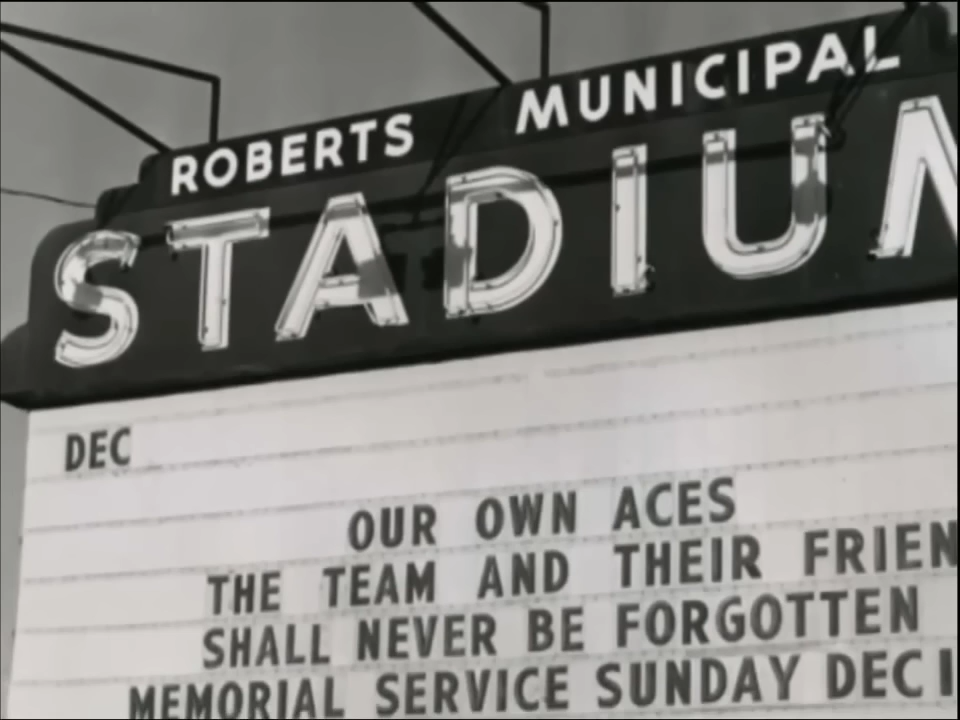 ROBERTS MUNICIPAL
STADIUM
DEC
OUR OWN ACES
THE TEAM AND THEIR FRIEN
SHALL NEVER BE FORGOTTEN
MEMORIAL SERVICE SUNDAY DEC 1